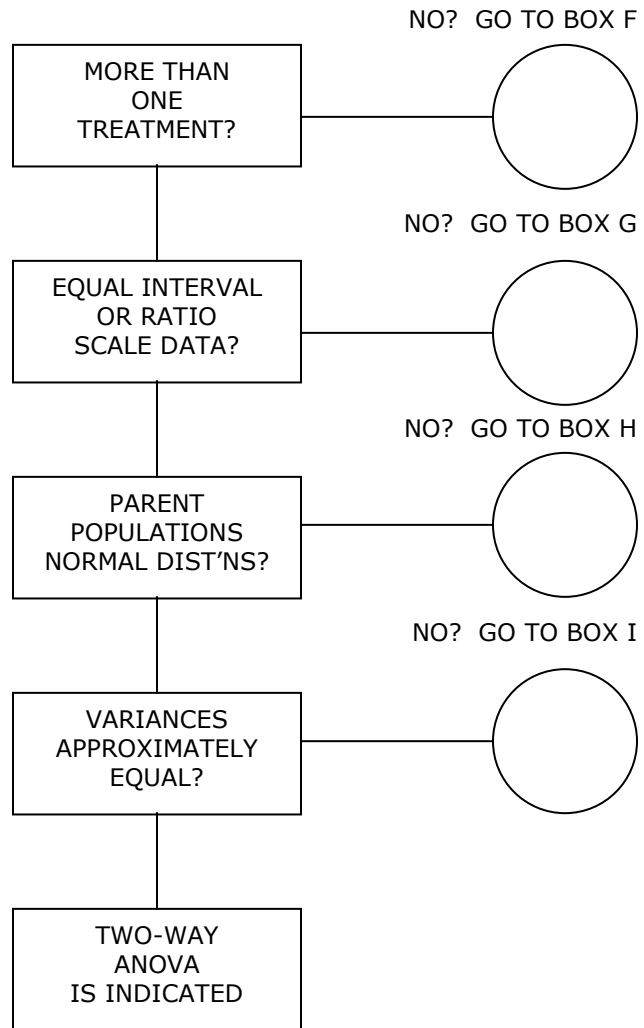 NO? GO TO BOX F
MORE THAN
ONE
TREATMENT?
NO? GO TO BOX G
EQUAL INTERVAL
OR RATIO
SCALE DATA?
NO? GO TO BOX H
PARENT
POPULATIONS
NORMAL DIST’NS?
NO? GO TO BOX I
VARIANCES
APPROXIMATELY
EQUAL?
TWO-WAY
ANOVA
IS INDICATED